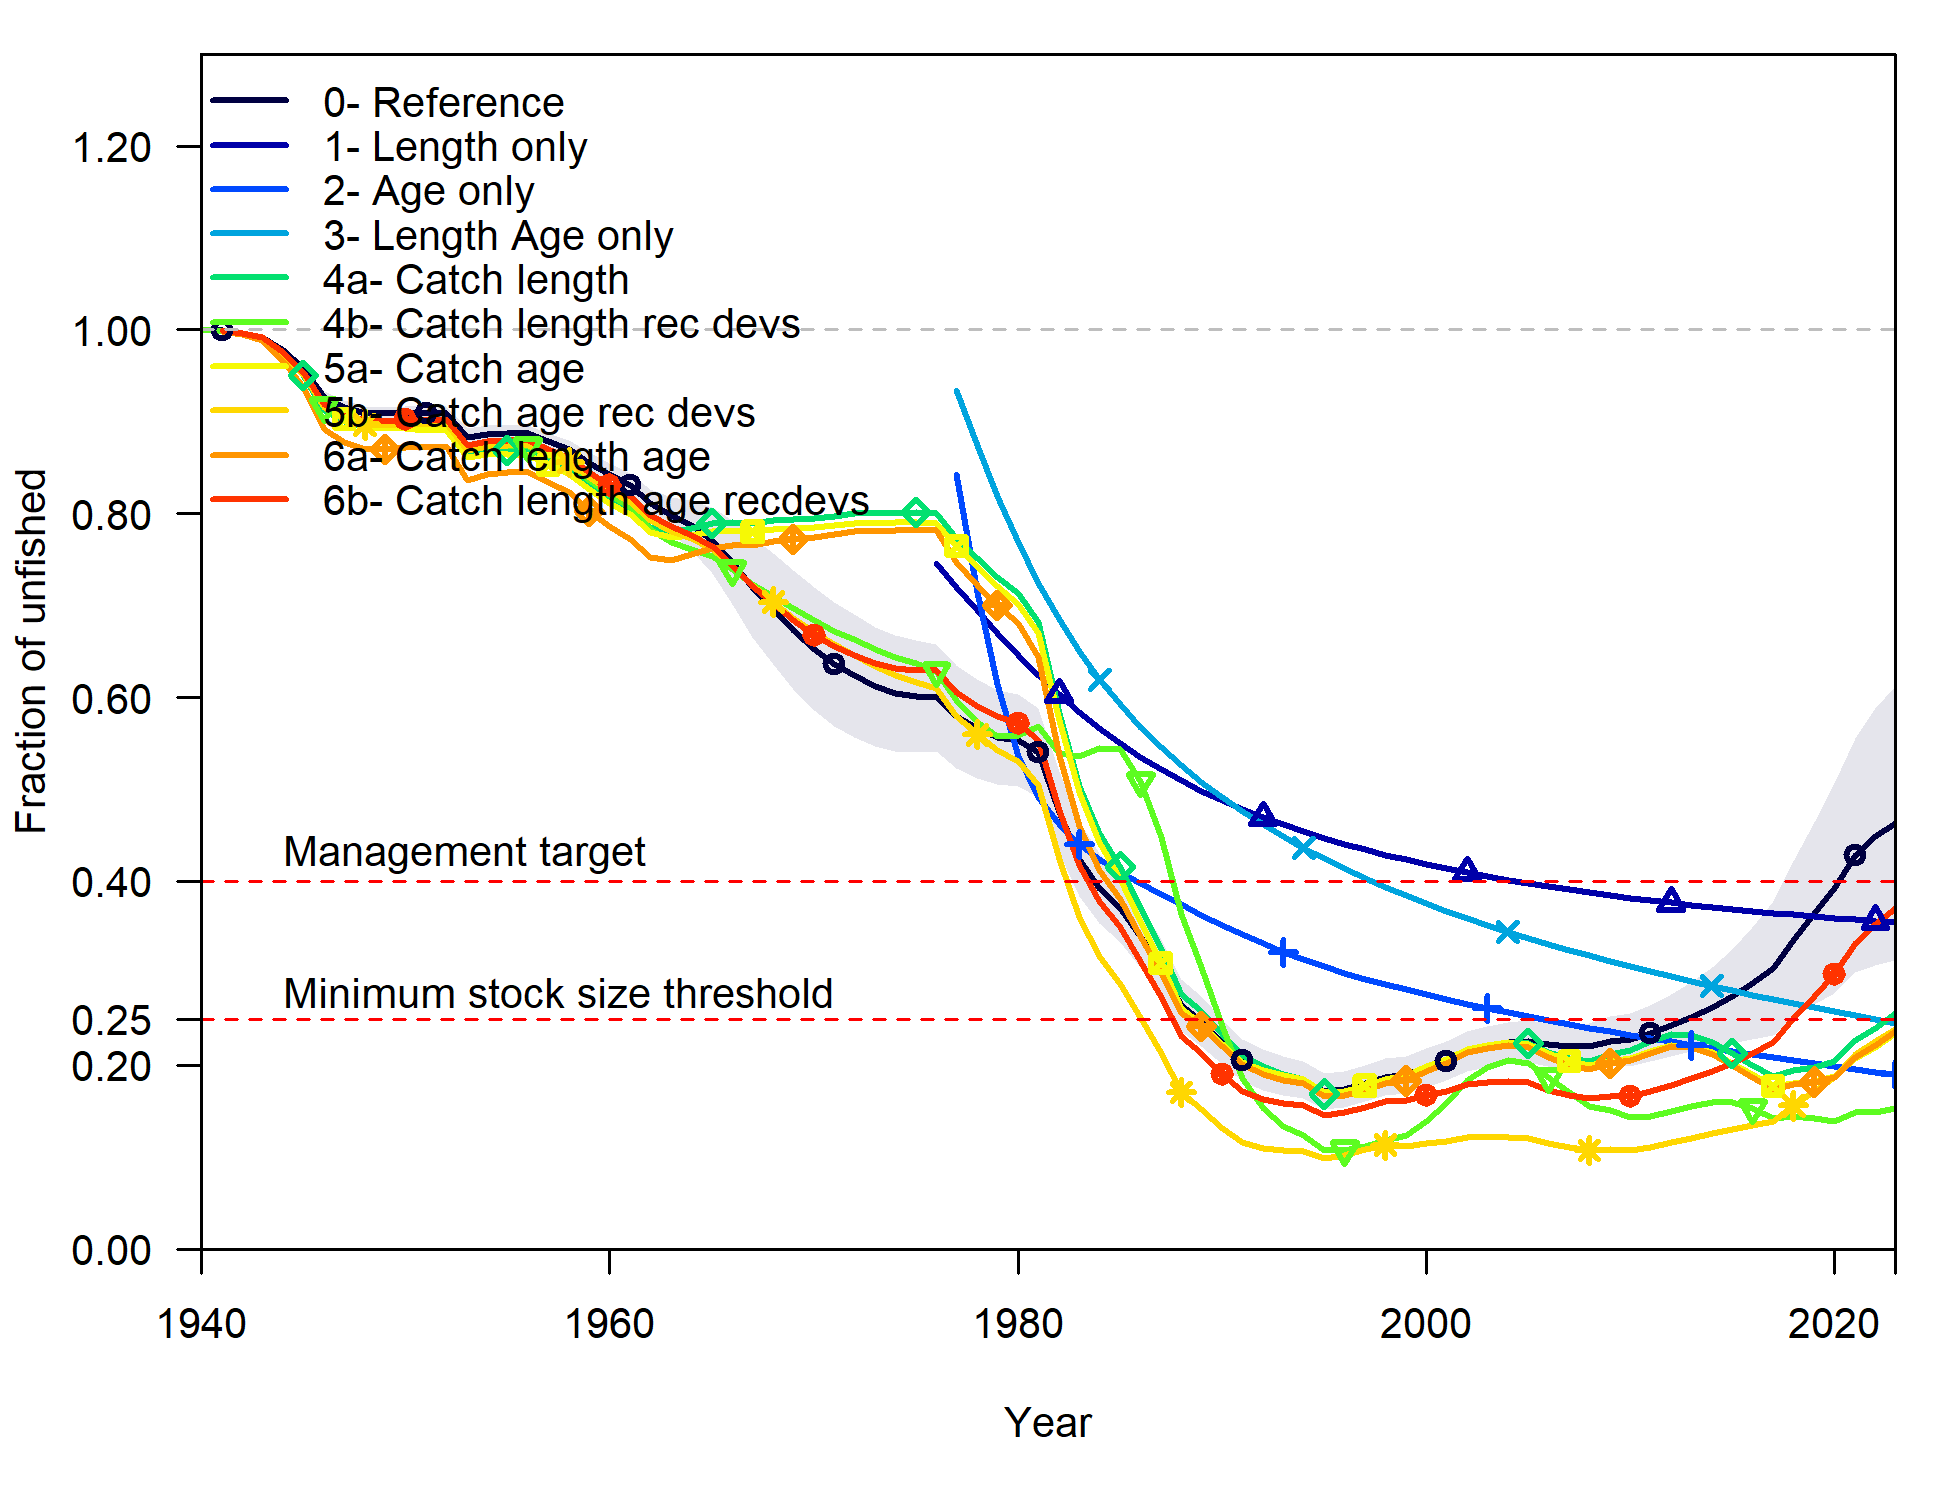 0- Reference
1- Length only
2- Age only
3- Length Age only
4a- Catch length
4b- Catch length rec devs
5a- Catch age
5b- Catch age rec devs
6a- Catch length age
6b- Catch length age recdevs
1.20
1.00
0.80
0.60
0.40
0.25
0.20
0.00
Fraction of unfished
Management target
Minimum stock size threshold
1940
1960
1980
2000
2020
Year